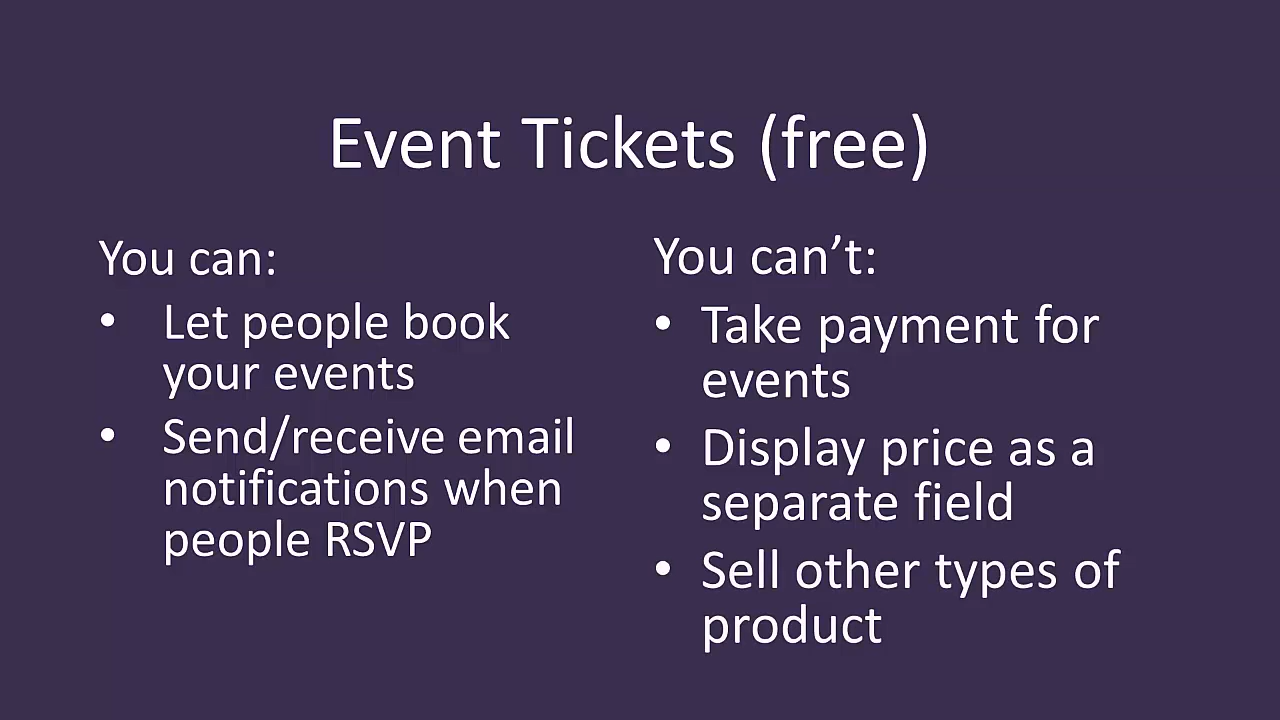 Event Tickets (free)
You can:
• Let people book
your events
• Send/receive email
notifications when
people RSVP
You can’t:
• Take payment for
events
• Display price as a
separate field
• Sell other types of
product